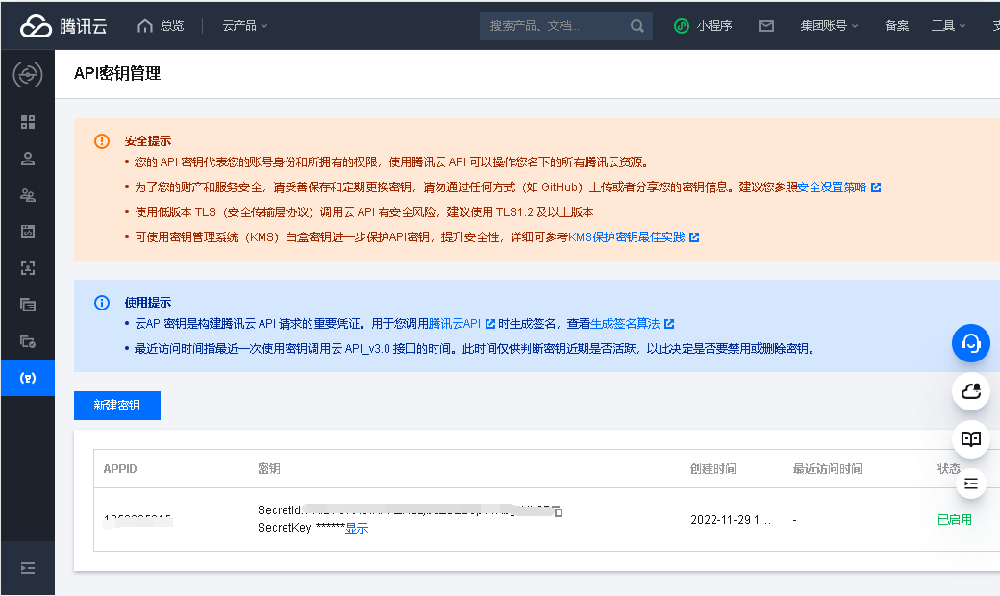 腾讯云 总览 云产品 搜索产品、文档... 小程序 集团账号 备案 工具
API密钥管理
安全提示
• 您的 API 密钥代表您的账号身份和所拥有的权限，使用腾讯云 API 可以操作您名下的所有腾讯云资源。
• 为了您的财产和服务安全，请妥善保存和定期更换密钥，请勿通过任何方式（如 GitHub）上传或者分享您的密钥信息。建议您参照安全设置策略
• 使用低版本 TLS（安全传输层协议）调用云 API 有安全风险，建议使用 TLS1.2 及以上版本
• 可使用密钥管理系统（KMS）白盒密钥进一步保护API密钥，提升安全性，详细可参考KMS保护密钥最佳实践
使用提示
• 云API密钥是构建腾讯云 API 请求的重要凭证。用于您调用腾讯云API 时生成签名，查看生成签名算法
• 最近访问时间指最近一次使用密钥调用云 API_v3.0 接口的时间。此时间仅供判断密钥近期是否活跃，以此决定是否要禁用或删除密钥。
新建密钥
APPID 密钥 创建时间 最近访问时间 状态
SecretId:
SecretKey: ******显示
2022-11-29 1... - 已启用